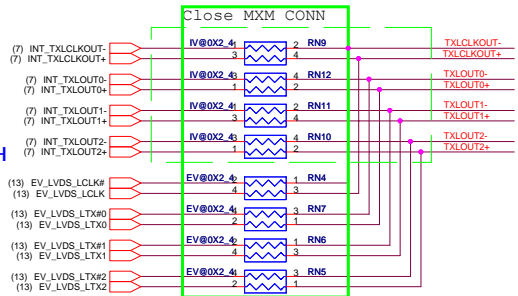 Close MXM CONN
(7) INT_TXLCLKOUT- IV@0X2_4 1 2 RN9 TXLCLKOUT-
(7) INT_TXLCLKOUT+ 3 4 TXLCLKOUT+
(7) INT_TXLOUT0- IV@0X2_4 3 4 RN12 TXLOUT0-
(7) INT_TXLOUT0+ 1 2 TXLOUT0+
(7) INT_TXLOUT1- IV@0X2_4 3 4 RN11 TXLOUT1-
(7) INT_TXLOUT1+ 1 2 TXLOUT1+
(7) INT_TXLOUT2- IV@0X2_4 3 4 RN10 TXLOUT2-
(7) INT_TXLOUT2+ 1 2 TXLOUT2+
H
(13) EV_LVDS_LCLK# EV@0X2_4 2 1 RN4
(13) EV_LVDS_LCLK 4 3
(13) EV_LVDS_LTX#0 EV@0X2_4 4 3 RN7
(13) EV_LVDS_LTX0 2 1
(13) EV_LVDS_LTX#1 EV@0X2_4 2 1 RN6
(13) EV_LVDS_LTX1 4 3
(13) EV_LVDS_LTX#2 EV@0X2_4 4 3 RN5
(13) EV_LVDS_LTX2 2 1